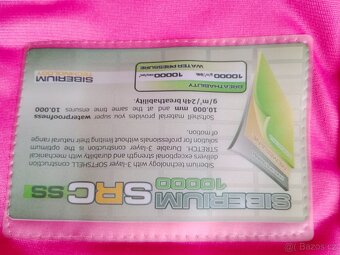 SIBERIUM SRC SS
10000
Siberium technology with 3-layer SOFTSHELL construction
delivers exceptional strength and durability with mechanical
STRETCH. Durable 3-layer construction is the optimum
solution for professionals without limiting their natural range
of motion.
Softshell material provides you super waterproofness
10.000 mm and at the same time ensures 10.000
g/m²/24h breathability.
BREATHABILITY
10000
WATER PRESSURE
10000
SIBERIUM